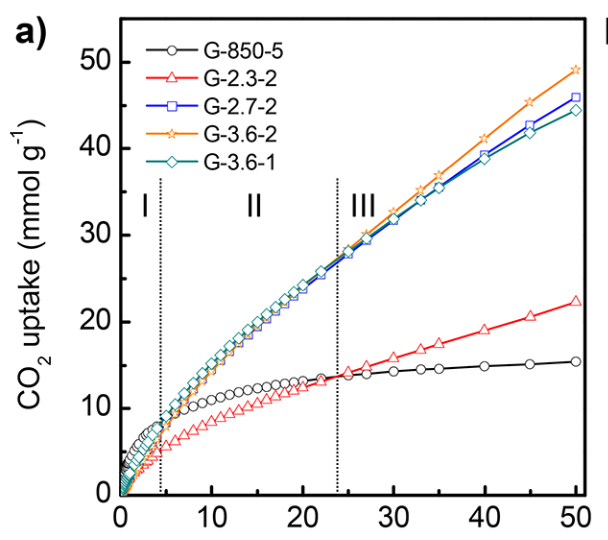 a)
G-850-5
G-2.3-2
G-2.7-2
G-3.6-2
G-3.6-1
I II III
CO₂ uptake (mmol g⁻¹)
50
40
30
20
10
0
0 10 20 30 40 50